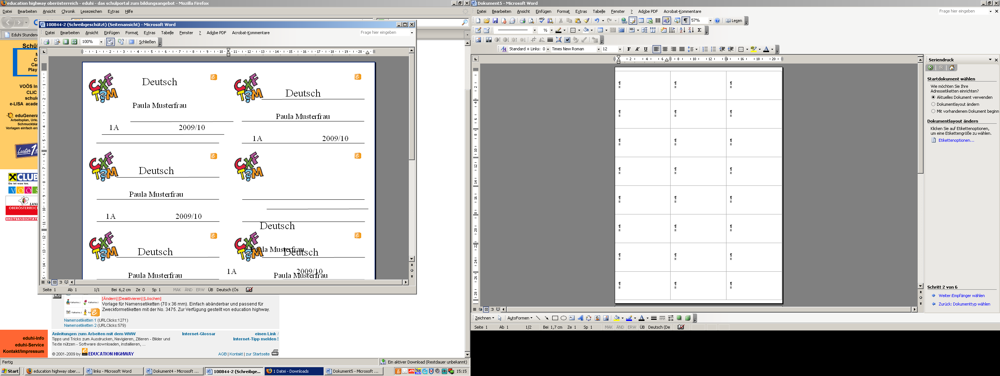 education highway oberösterreich - eduhi - das schulportal zum bildungsangebot - Mozilla Firefox
Datei Bearbeiten Ansicht Chronik Lesezeichen Extras Hilfe
Eduhi Stunden
100844-2 (Schreibgeschützt) (Seitenansicht) - Microsoft Word
Datei Bearbeiten Ansicht Einfügen Format Extras Tabelle Fenster ? Adobe PDF Acrobat-Kommentare
Frage hier eingeben
100% Schließen
Deutsch
Paula Musterfrau
1A 2009/10
Deutsch
Paula Musterfrau
1A 2009/10
Deutsch
Paula Musterfrau
1A 2009/10
Deutsch
Paula Musterfrau
1A 2009/10
Deutsch
Paula Musterfrau
Deutsch
Paula Musterfrau
Seite 1 Ab 1 1/1 Bei 6,2 cm Ze 0 Sp 1 MAK ÄND ERW ÜB Deutsch (Ös
Schül
Play
VOÖS In
CLIC
schule
e-LISA acade
eduGenera
Arbeitsplan, Urku
Schmuckbla
Vorlagen einfach ers
Lauter 1e
CLUB
Da ist was los.
VOÖS
LAN
OBERÖSTERREICH
BREITBANDINITIATI
[Ändern] [Deaktivieren] [Löschen]
Vorlage für Namensetiketten (70 x 36 mm). Einfach abänderbar und passend für
Zweckformetiketten mit der No. 3475. Zur Verfügung gestellt von education highway.
Namensetiketten 1 (URLClicks:1271)
Namensetiketten 2 (URLClicks:579)
Anleitungen zum Arbeiten mit dem WWW
Tipps und Tricks zum Ausdrucken, Navigieren, Zitieren - Bilder und
Texte nützen - Software downloaden, installieren, ...
Internet-Glossar
einen Link /
Internet-Tipp melden !
eduhi-Info
eduhi-Service
Kontakt/Impressum
© 2001-2009 by EDUCATION HIGHWAY
AGB | Kontakt | zur Startseite
Fertig
Ein aktiver Download (Restdauer unbekannt)
Start
education highway ober...
links - Microsoft Word
Dokument4 - Microsoft ...
100844-2 (Schreibge...
1 Datei - Downloads
Dokument5 - Microsoft ...
15:15
Dokument5 - Microsoft Word
Datei Bearbeiten Ansicht Einfügen Format Extras Tabelle Fenster ? Adobe PDF Acrobat-Kommentare
Frage hier eingeben
57% Lesen
Standard + Links: 0 Times New Roman 12 F K U
Seriendruck
Startdokument wählen
Wie möchten Sie Ihre
Adressetiketten einrichten?
Aktuelles Dokument verwenden
Dokumentlayout ändern
Mit vorhandenem Dokument beginn
Dokumentlayout ändern
Klicken Sie auf Etikettenoptionen,
um eine Etikettengröße zu wählen.
Etikettenoptionen...
Schritt 2 von 6
Weiter:Empfänger wählen
Zurück: Dokumenttyp wählen
Zeichnen AutoFormen
Seite 1 Ab 1 1/2 Bei 1,7 cm Ze 1 Sp 1 MAK ÄND ERW ÜB Deutsch (De